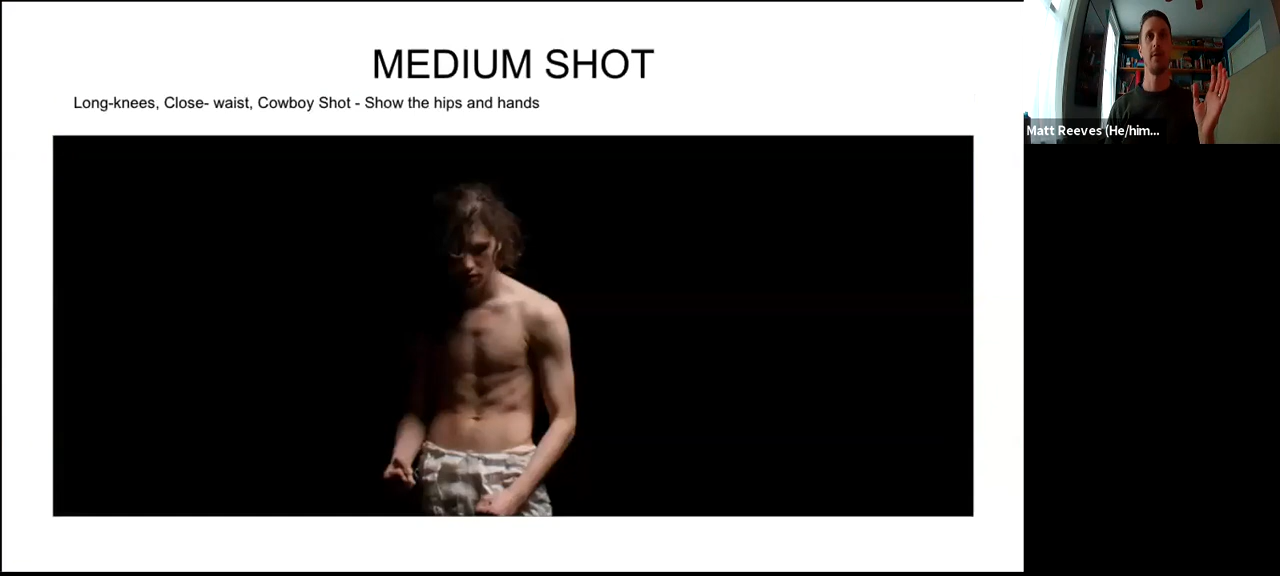 MEDIUM SHOT
Long-knees, Close- waist, Cowboy Shot - Show the hips and hands
Matt Reeves (He/him...